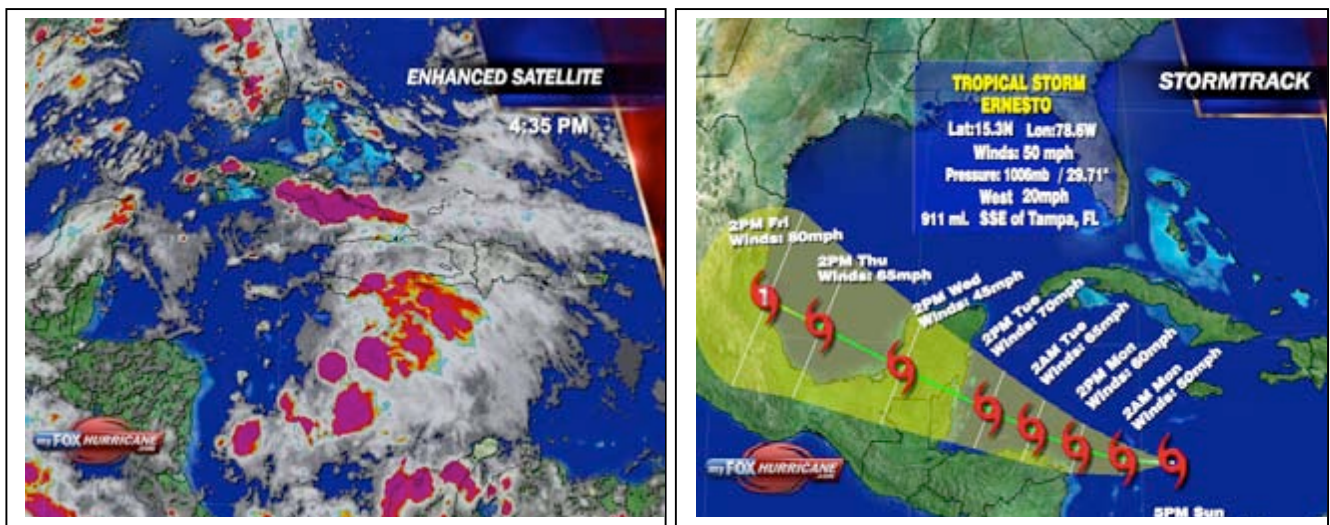 ENHANCED SATELLITE
4:35 PM
myFOX HURRICANE
.COM
STORMTRACK
TROPICAL STORM
ERNESTO
Lat:15.3N Lon:78.6W
Winds: 50 mph
Pressure: 1006mb / 29.71"
West 20mph
911 mi. SSE of Tampa, FL
2PM Fri
Winds: 80mph
2PM Thu
Winds: 65mph
2PM Wed
Winds: 45mph
2PM Tue
Winds: 70mph
2AM Tue
Winds: 65mph
2PM Mon
Winds: 60mph
2AM Mon
Winds: 50mph
1
5PM Sun
myFOX HURRICANE
.COM